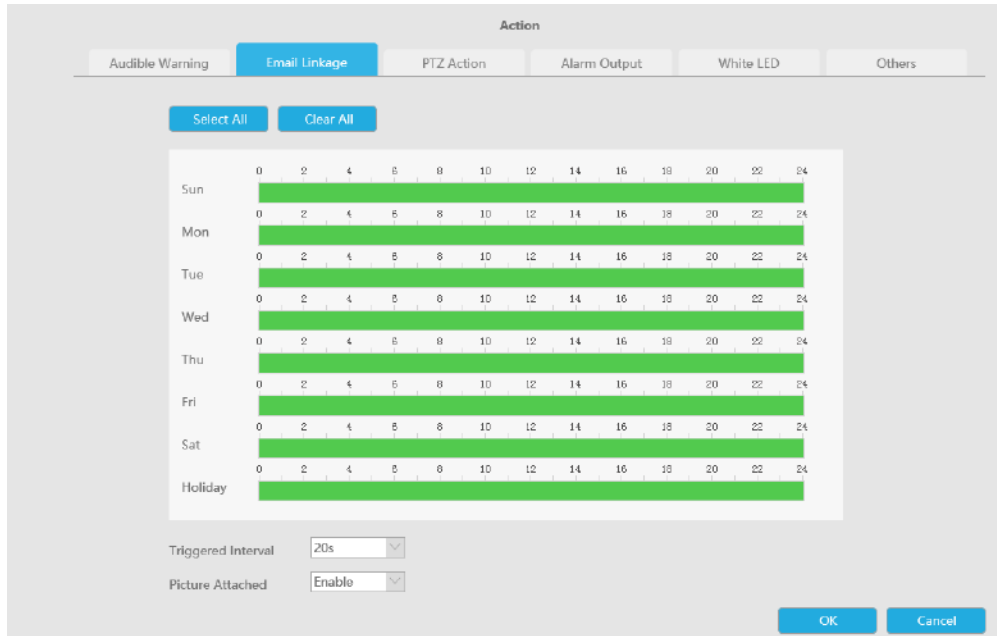 Action
Audible Warning Email Linkage PTZ Action Alarm Output White LED Others
Select All Clear All
0 2 4 6 8 10 12 14 16 18 20 22 24
Sun
0 2 4 6 8 10 12 14 16 18 20 22 24
Mon
0 2 4 6 8 10 12 14 16 18 20 22 24
Tue
0 2 4 6 8 10 12 14 16 18 20 22 24
Wed
0 2 4 6 8 10 12 14 16 18 20 22 24
Thu
0 2 4 6 8 10 12 14 16 18 20 22 24
Fri
0 2 4 6 8 10 12 14 16 18 20 22 24
Sat
0 2 4 6 8 10 12 14 16 18 20 22 24
Holiday
Triggered Interval 20s
Picture Attached Enable
OK Cancel